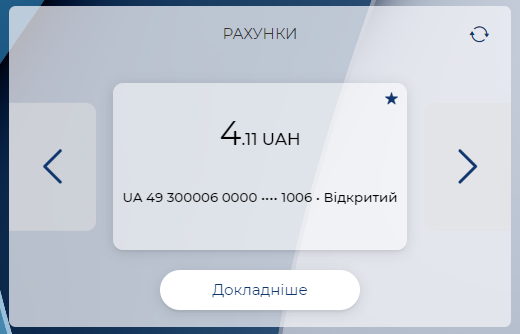 РАХУНКИ
4.11 UAH
UA 49 300006 0000 •••• 1006 • Відкритий
Докладніше